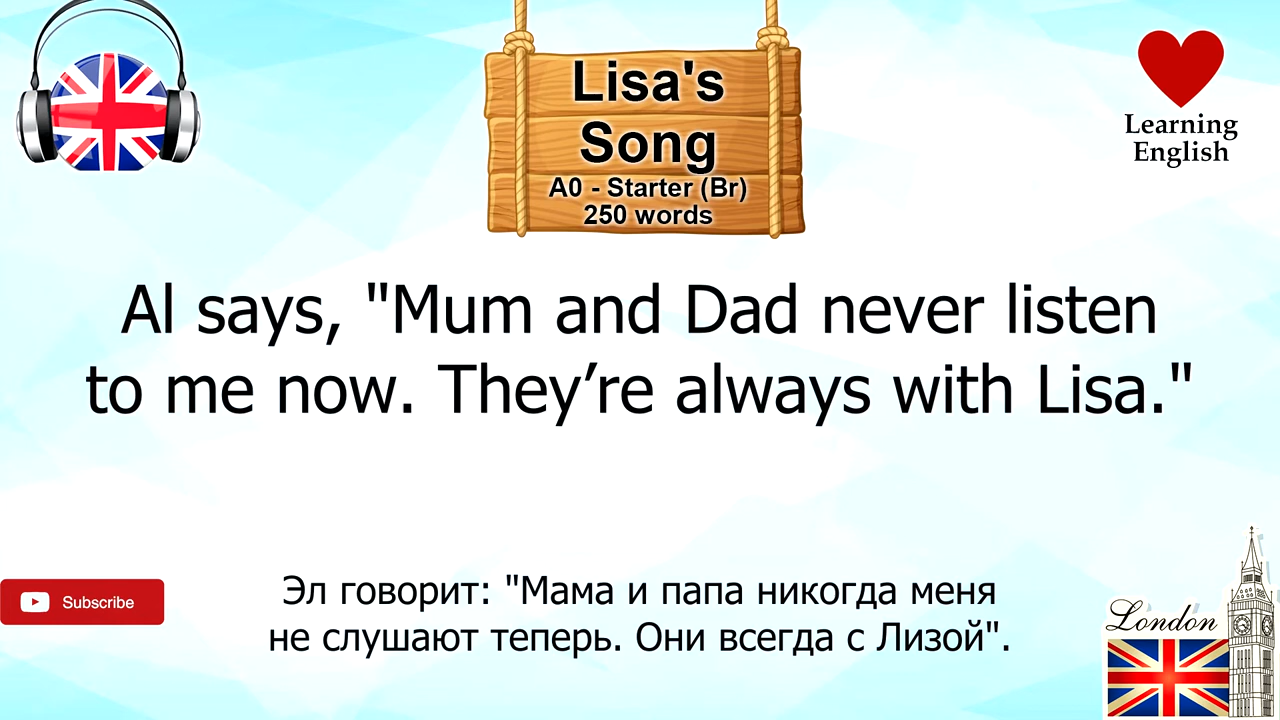 Lisa's
Song
A0 - Starter (Br)
250 words
Learning
English
Al says, "Mum and Dad never listen
to me now. They’re always with Lisa."
Эл говорит: "Мама и папа никогда меня
не слушают теперь. Они всегда с Лизой".
Subscribe
London